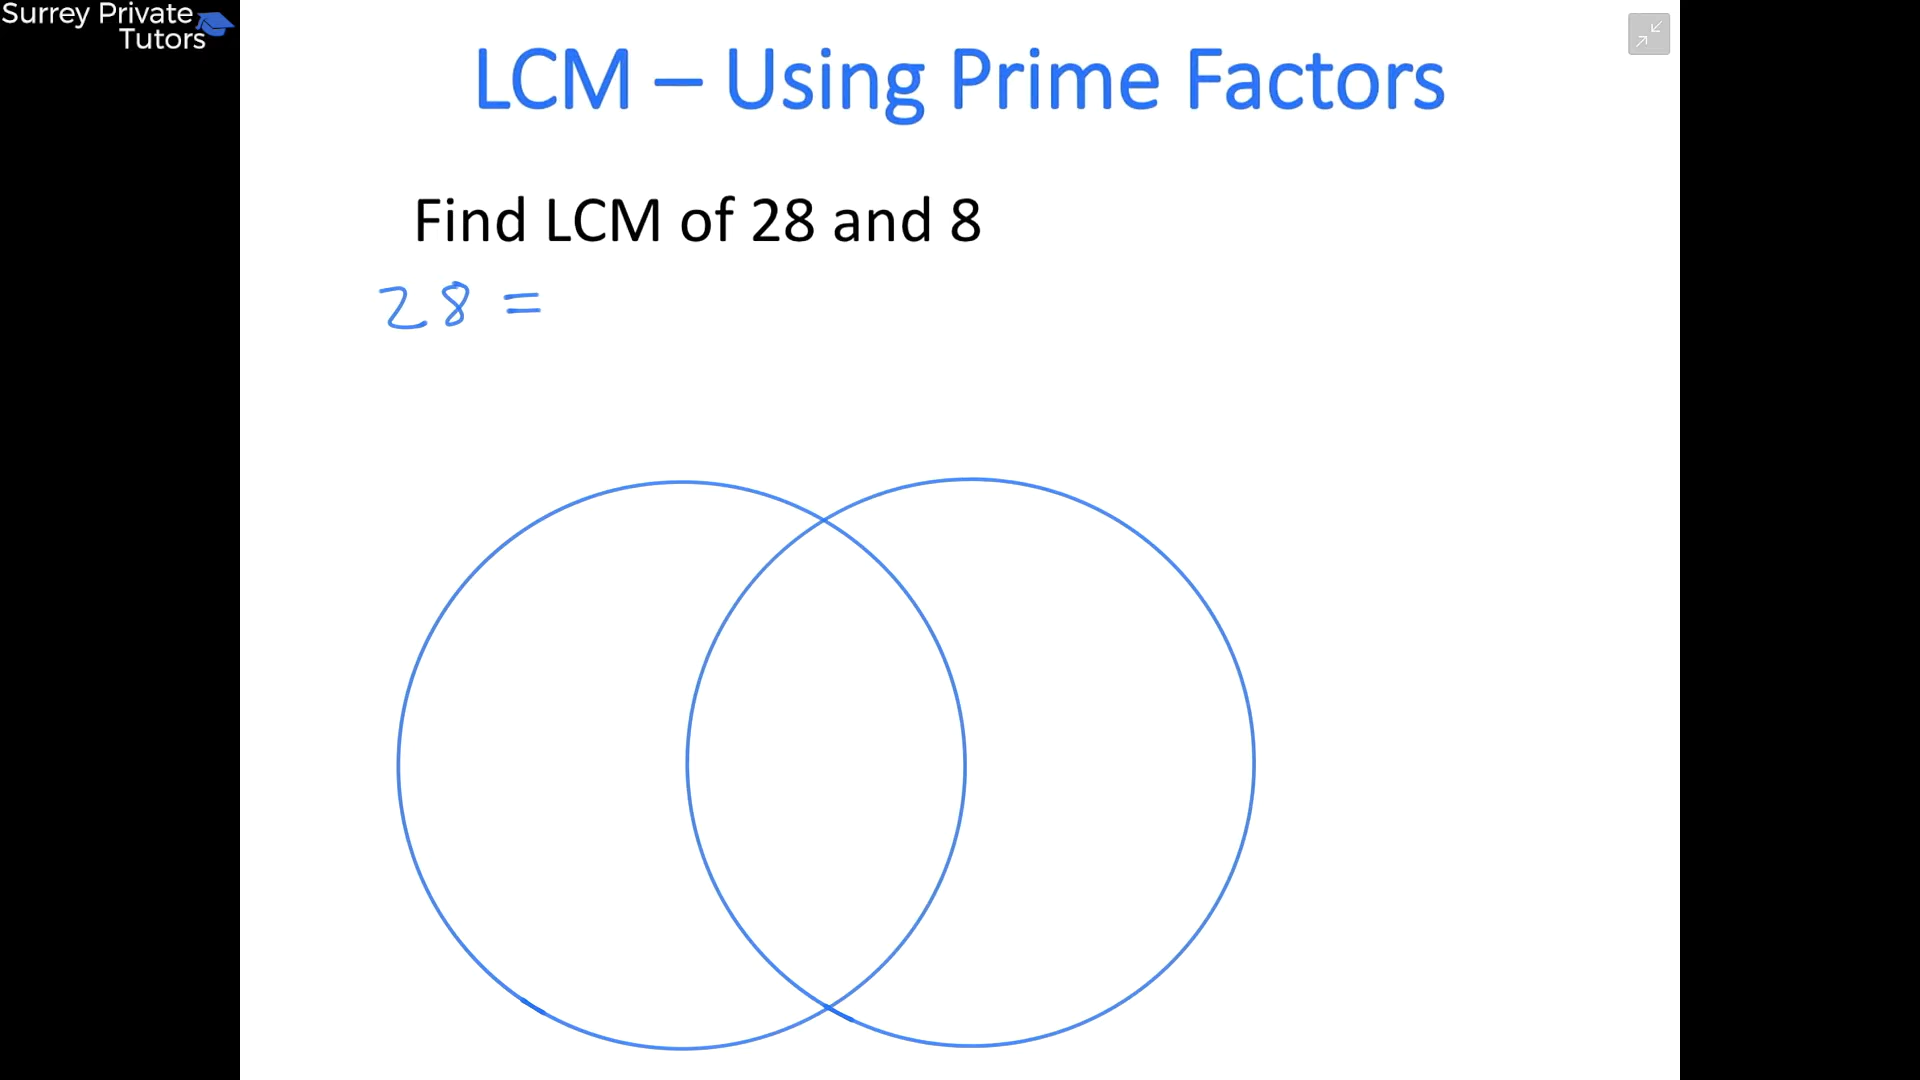 Surrey Private
Tutors
LCM – Using Prime Factors
Find LCM of 28 and 8
28 =